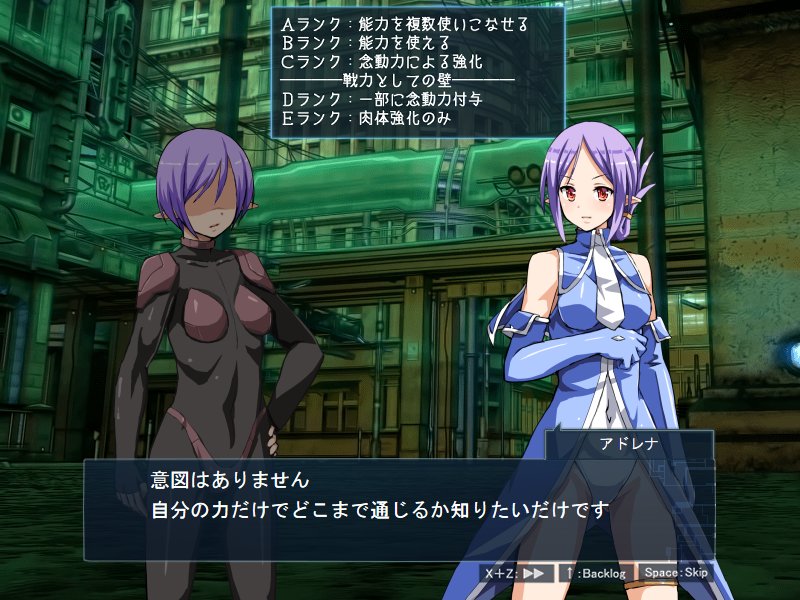 Aランク：能力を複数使いこなせる
Bランク：能力を使える
Cランク：念動力による強化
――――戦力としての壁――――
Dランク：一部に念動力付与
Eランク：肉体強化のみ
アドレナ
意図はありません
自分の力だけでどこまで通じるか知りたいだけです
X+Z:▶▶ ↑:Backlog Space:Skip